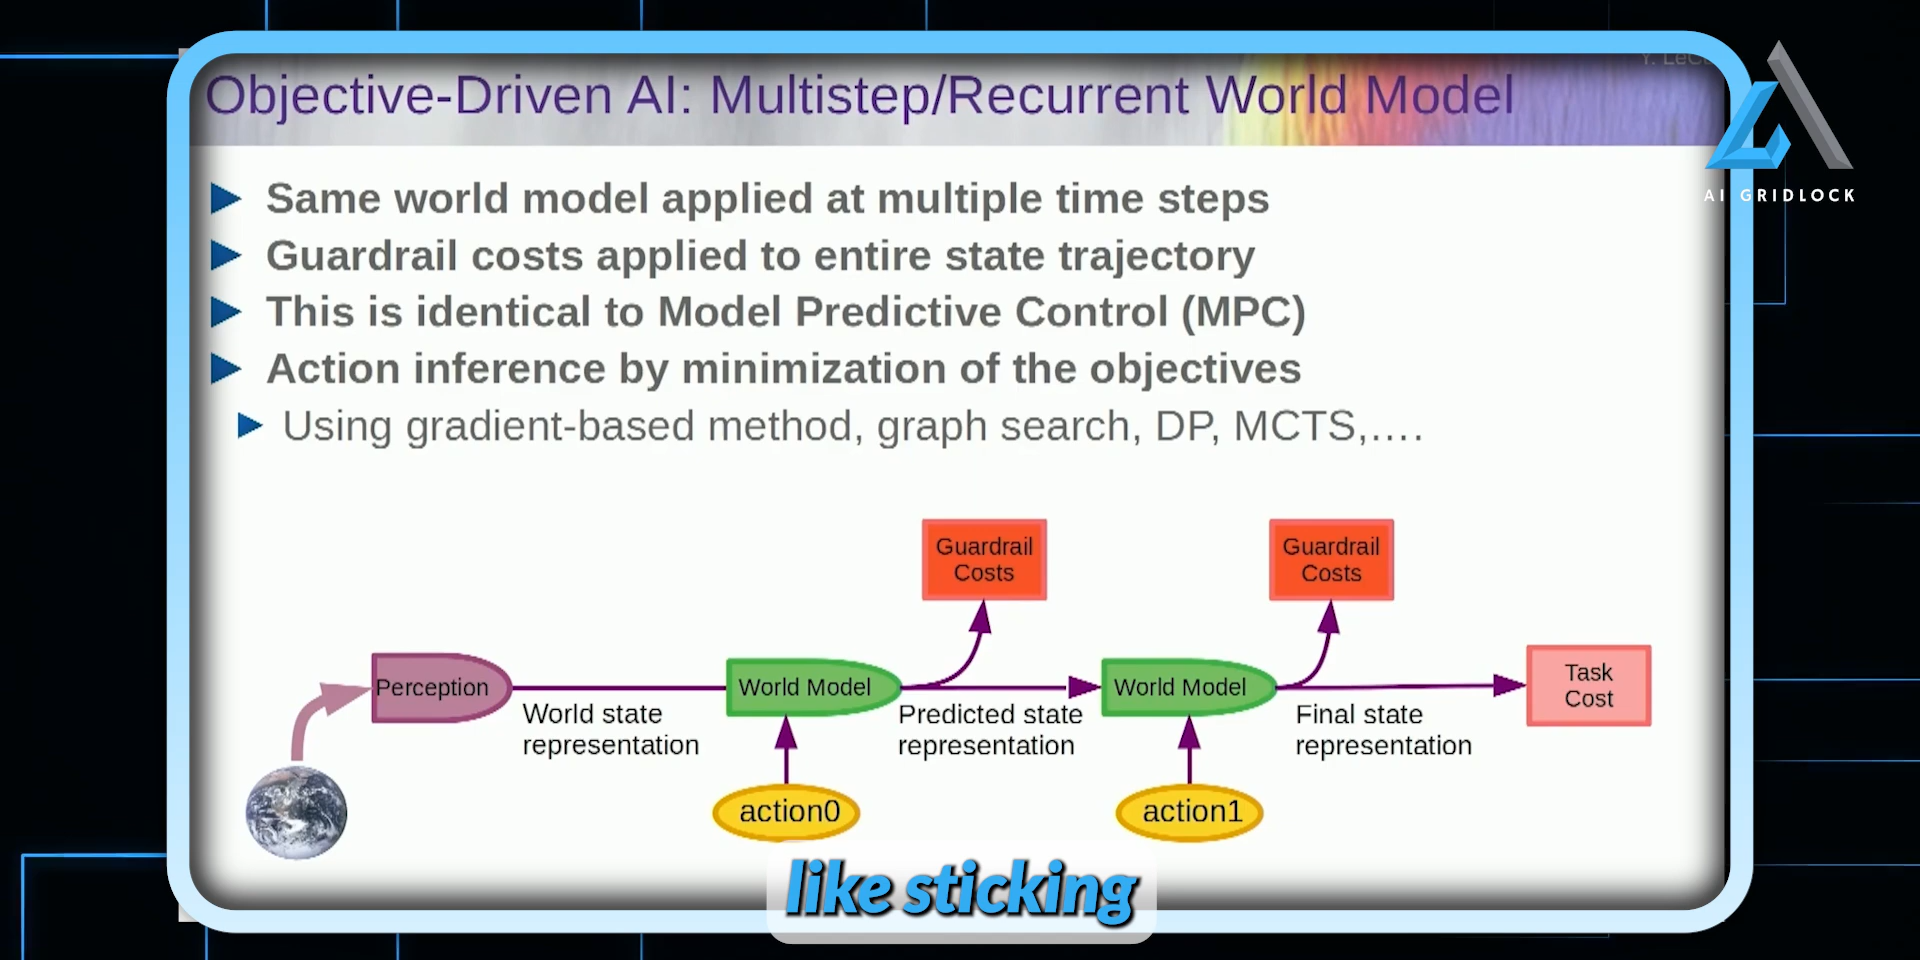 Objective-Driven AI: Multistep/Recurrent World Model
AI GRIDLOCK
Same world model applied at multiple time steps
Guardrail costs applied to entire state trajectory
This is identical to Model Predictive Control (MPC)
Action inference by minimization of the objectives
Using gradient-based method, graph search, DP, MCTS,....
Guardrail
Costs
Guardrail
Costs
Perception
World Model
World Model
Task
Cost
World state
representation
Predicted state
representation
Final state
representation
action0
action1
like sticking